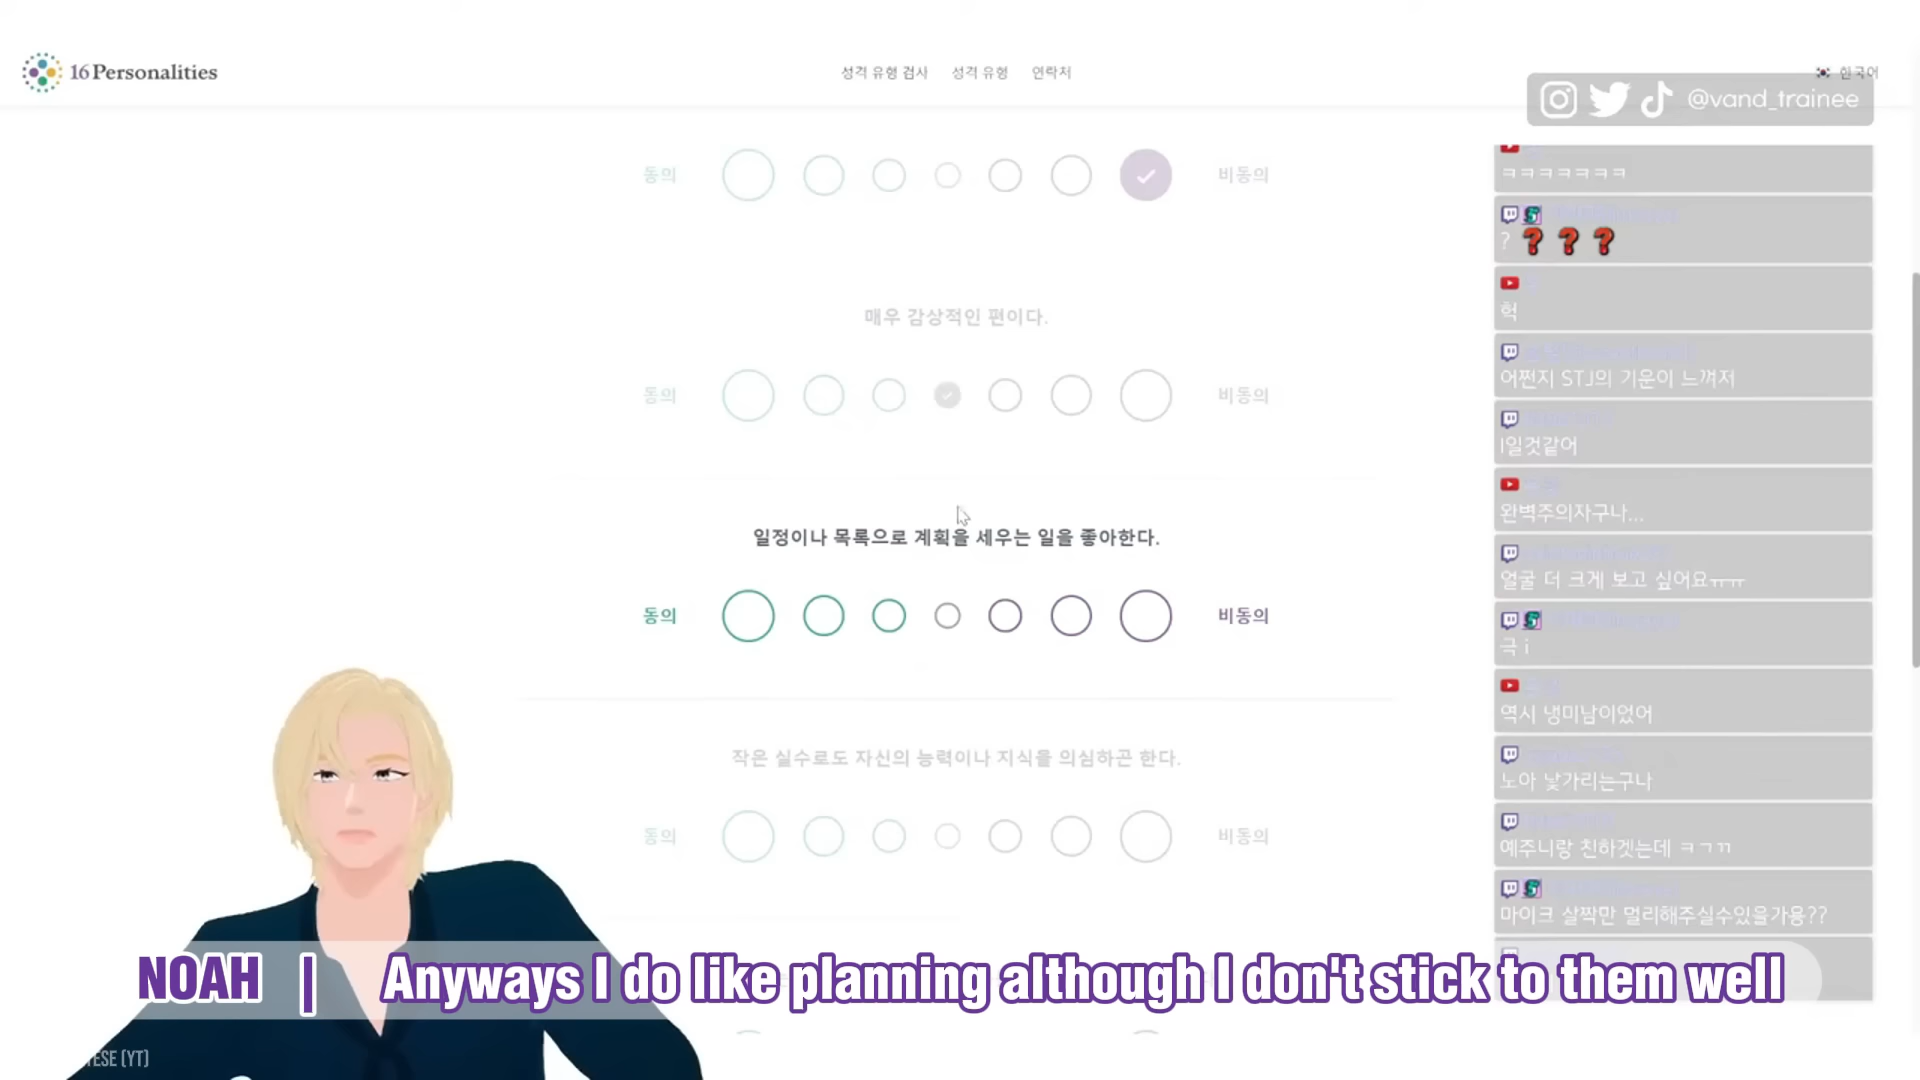 16Personalities
성격 유형 검사 성격 유형 연락처
한국어
@vand_trainee
동의 비동의
매우 감상적인 편이다.
동의 비동의
일정이나 목록으로 계획을 세우는 일을 좋아한다.
동의 비동의
작은 실수로도 자신의 능력이나 지식을 의심하곤 한다.
동의 비동의
ㅋㅋㅋㅋㅋㅋㅋ
? ❓ ❓ ❓
헉
어쩐지 STJ의 기운이 느껴져
I일것같어
완벽주의자구나...
얼굴 더 크게 보고 싶어요ㅠㅠ
극 i
역시 냉미남이었어
노아 낯가리는구나
예주니랑 친하겟는데 ㅋㄱㄲ
마이크 살짝만 멀리해주실수있을가용??
NOAH | Anyways I do like planning although I don't stick to them well
ESE (YT)